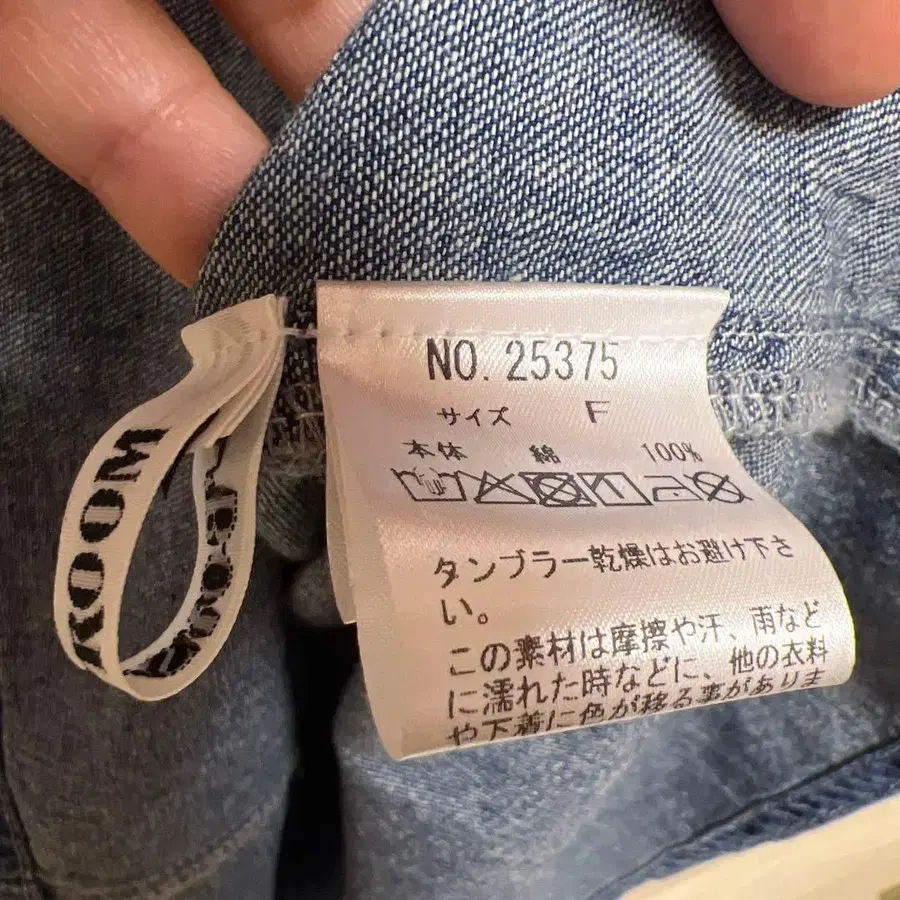 NO. 25375
サイズ F
本体 綿 100%
タンブラー乾燥はお避け下さ
い。
この素材は摩擦や汗、雨など
に濡れた時などに、他の衣料
や下着に色が移る事がありま